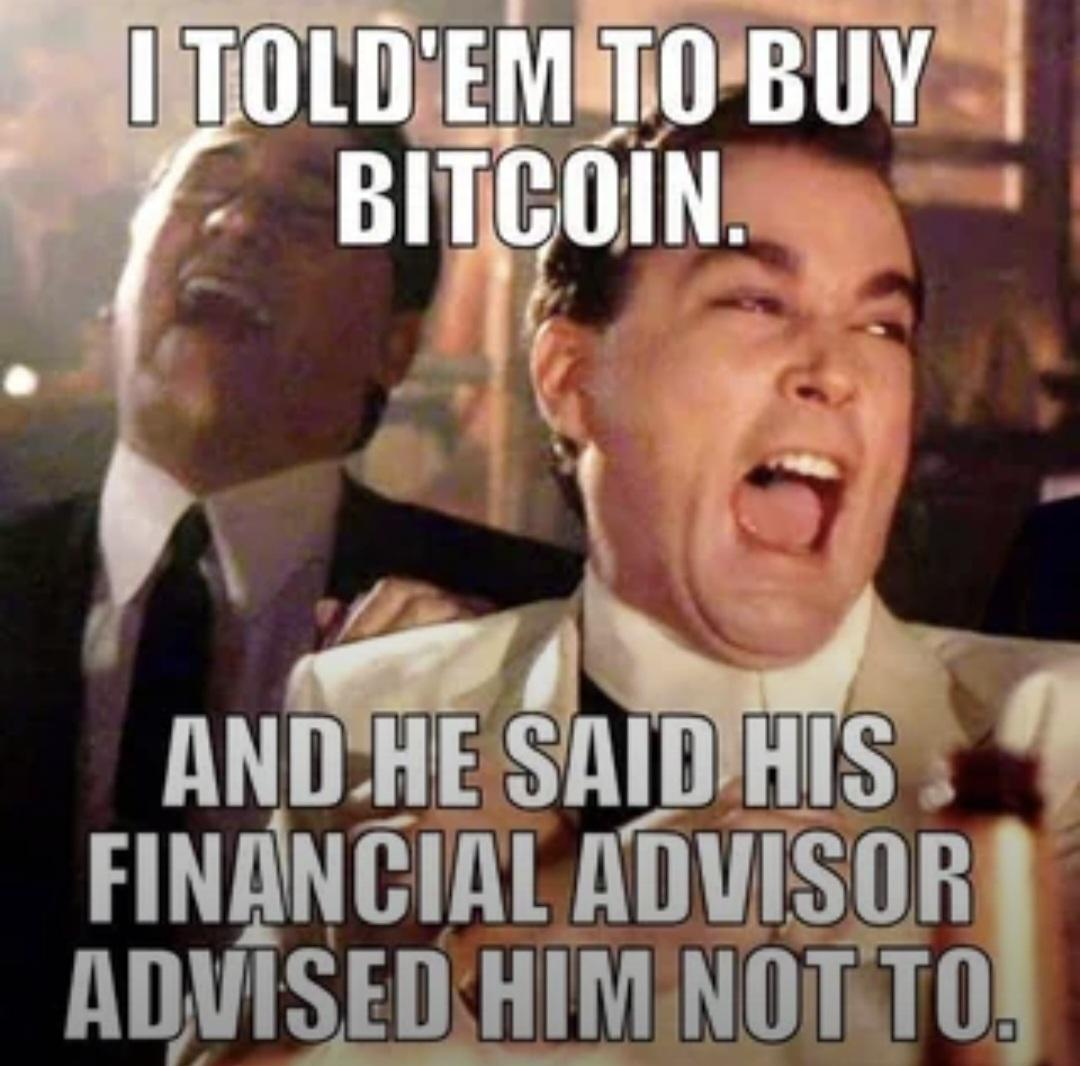 I TOLD'EM TO BUY
BITCOIN.
AND HE SAID HIS
FINANCIAL ADVISOR
ADVISED HIM NOT TO.